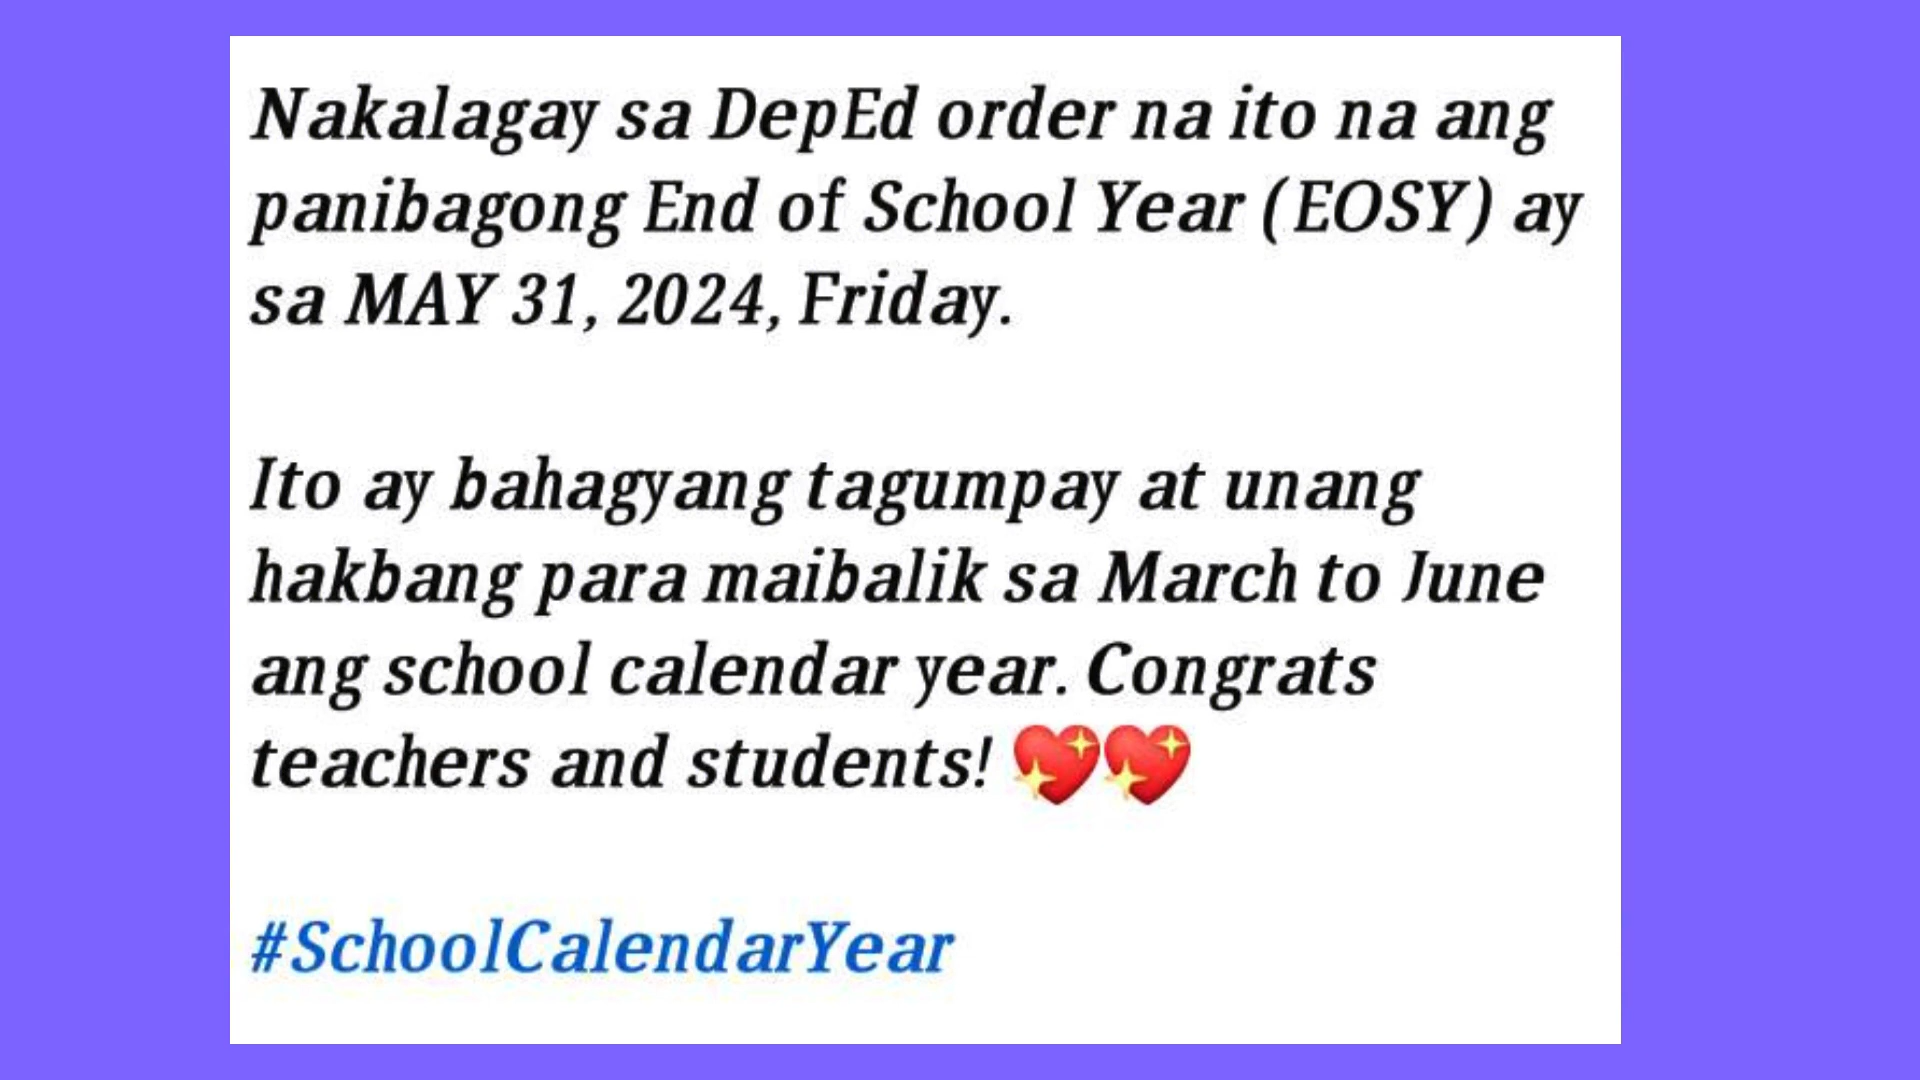 Nakalagay sa DepEd order na ito na ang
panibagong End of School Year (EOSY) ay
sa MAY 31, 2024, Friday.
Ito ay bahagyang tagumpay at unang
hakbang para maibalik sa March to June
ang school calendar year. Congrats
teachers and students! 💖💖
#SchoolCalendarYear